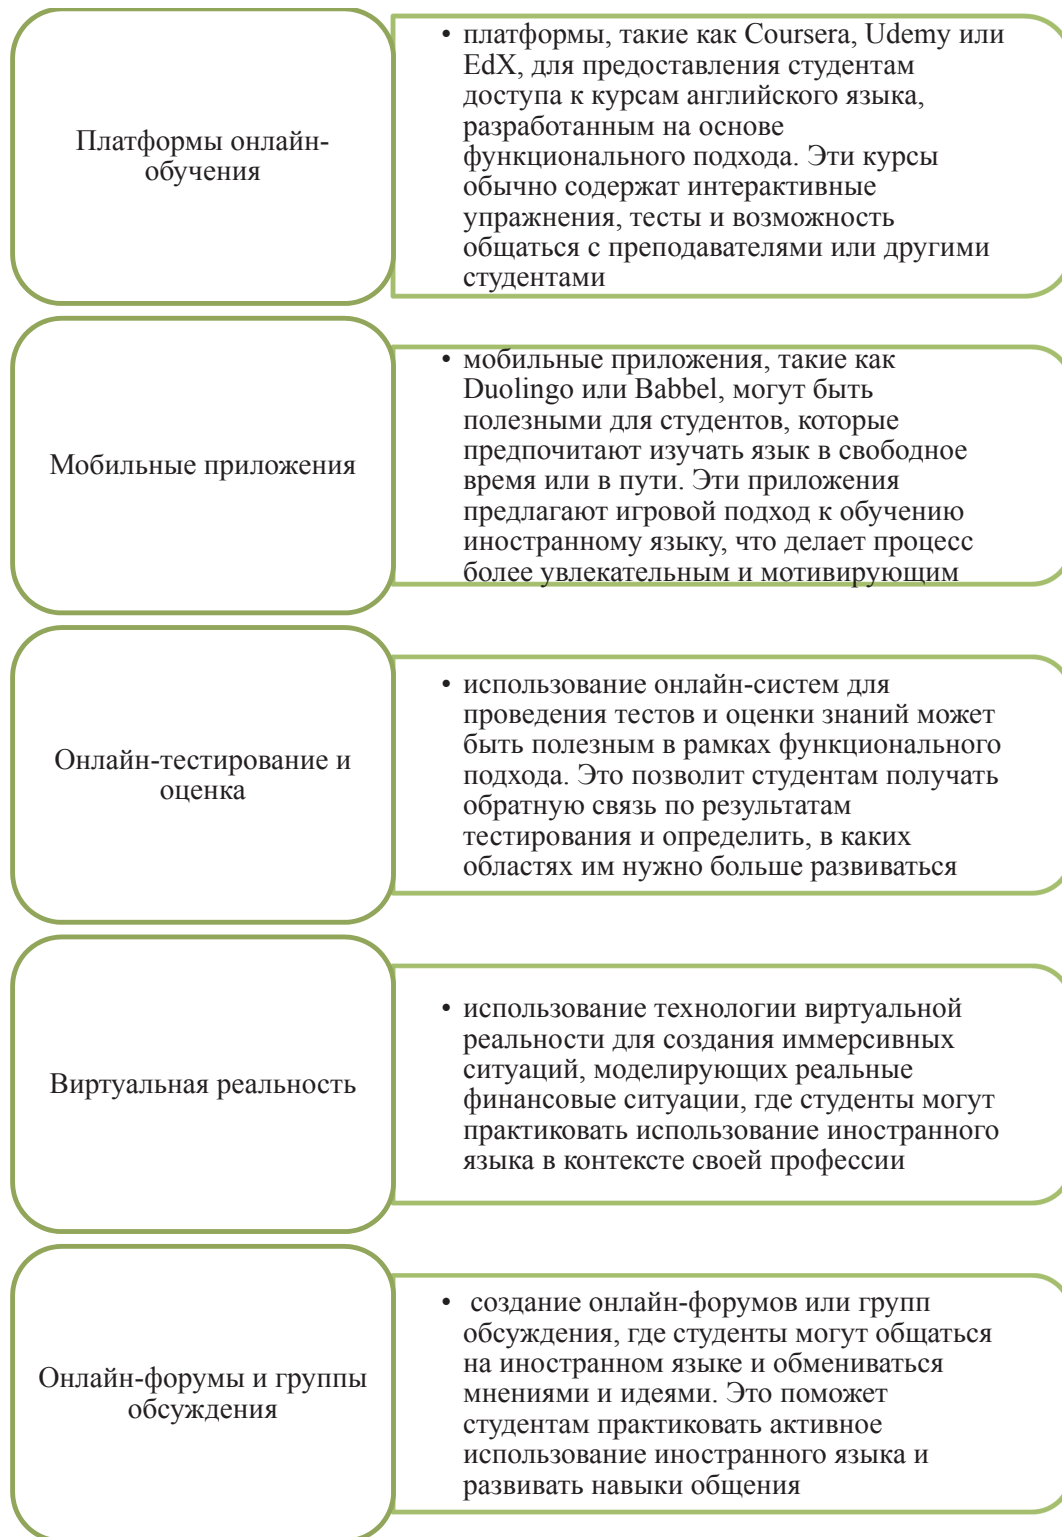 Платформы онлайн-
обучения
• платформы, такие как Coursera, Udemy или
EdX, для предоставления студентам
доступа к курсам английского языка,
разработанным на основе
функционального подхода. Эти курсы
обычно содержат интерактивные
упражнения, тесты и возможность
общаться с преподавателями или другими
студентами
Мобильные приложения
• мобильные приложения, такие как
Duolingo или Babbel, могут быть
полезными для студентов, которые
предпочитают изучать язык в свободное
время или в пути. Эти приложения
предлагают игровой подход к обучению
иностранному языку, что делает процесс
более увлекательным и мотивирующим
Онлайн-тестирование и
оценка
• использование онлайн-систем для
проведения тестов и оценки знаний может
быть полезным в рамках функционального
подхода. Это позволит студентам получать
обратную связь по результатам
тестирования и определить, в каких
областях им нужно больше развиваться
Виртуальная реальность
• использование технологии виртуальной
реальности для создания иммерсивных
ситуаций, моделирующих реальные
финансовые ситуации, где студенты могут
практиковать использование иностранного
языка в контексте своей профессии
Онлайн-форумы и группы
обсуждения
• создание онлайн-форумов или групп
обсуждения, где студенты могут общаться
на иностранном языке и обмениваться
мнениями и идеями. Это поможет
студентам практиковать активное
использование иностранного языка и
развивать навыки общения